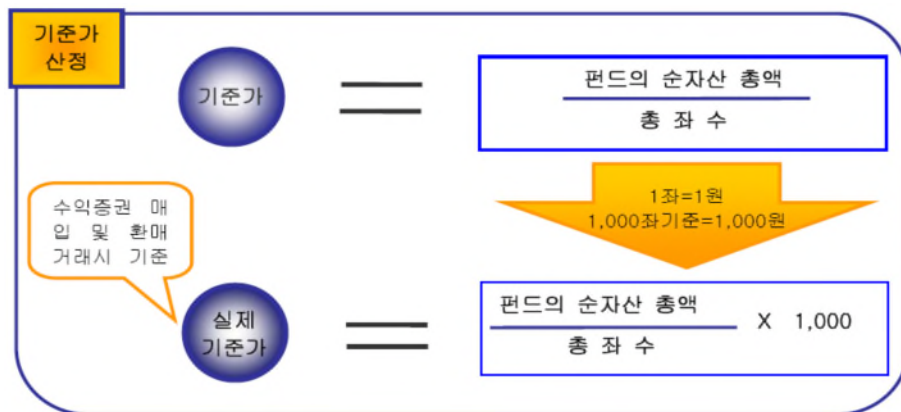 기준가
산정
기준가
펀드의 순자산 총액
총 좌 수
1좌=1원
1,000좌기준=1,000원
수익증권 매
입 및 환매
거래시 기준
실제
기준가
펀드의 순자산 총액
총 좌 수
X 1,000